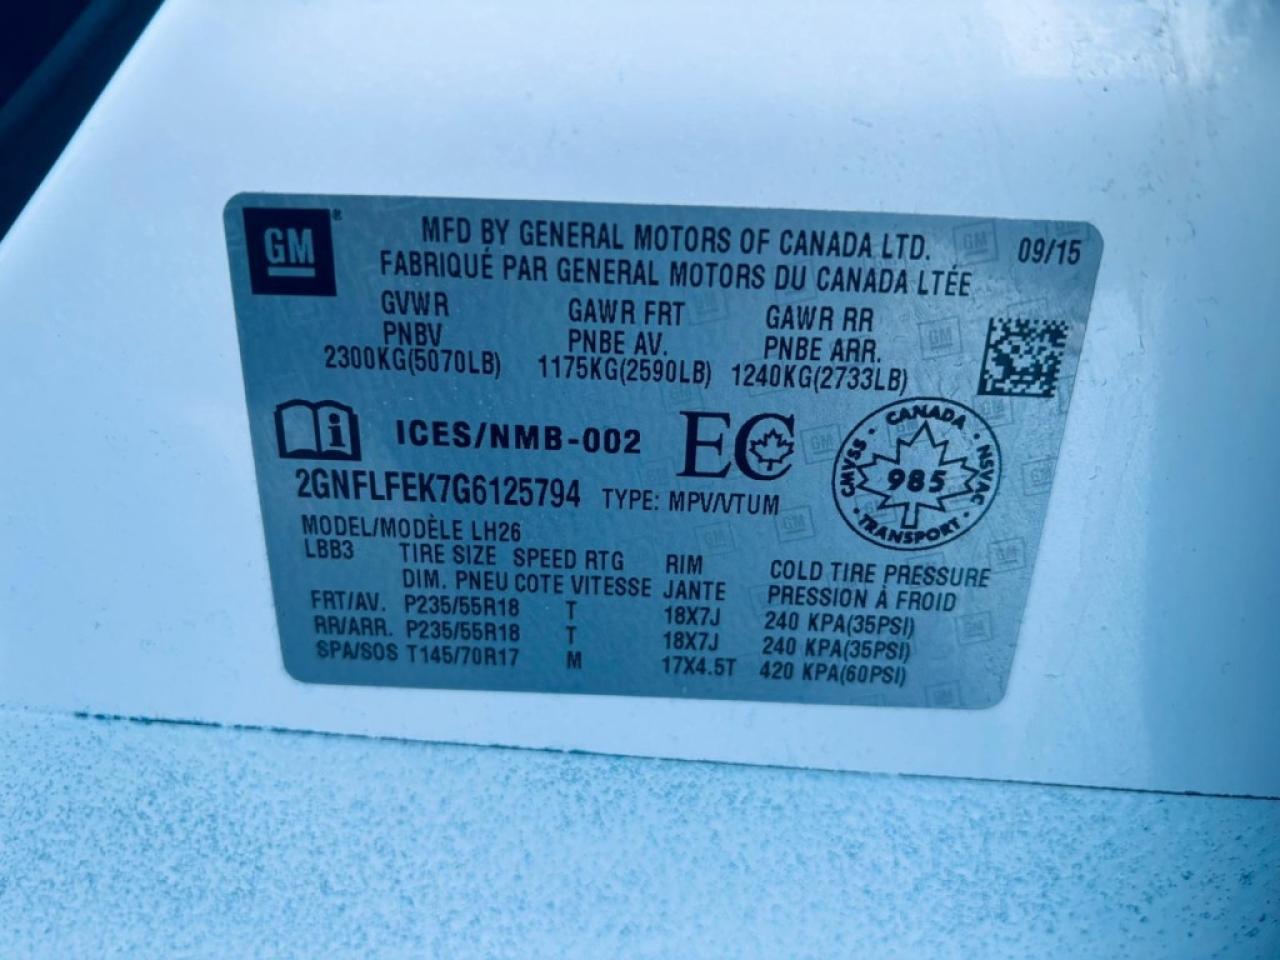 GM®
MFD BY GENERAL MOTORS OF CANADA LTD. 09/15
FABRIQUÉ PAR GENERAL MOTORS DU CANADA LTÉE
GVWR GAWR FRT GAWR RR
PNBV PNBE AV. PNBE ARR.
2300KG(5070LB) 1175KG(2590LB) 1240KG(2733LB)
ICES/NMB-002 EC
CANADA
CMVSS · 985 · NSVAC
TRANSPORT
2GNFLFEK7G6125794 TYPE: MPV/VTUM
MODEL/MODÈLE LH26
LBB3 TIRE SIZE SPEED RTG RIM COLD TIRE PRESSURE
DIM. PNEU COTE VITESSE JANTE PRESSION À FROID
FRT/AV. P235/55R18 T 18X7J 240 KPA(35PSI)
RR/ARR. P235/55R18 T 18X7J 240 KPA(35PSI)
SPA/SOS T145/70R17 M 17X4.5T 420 KPA(60PSI)